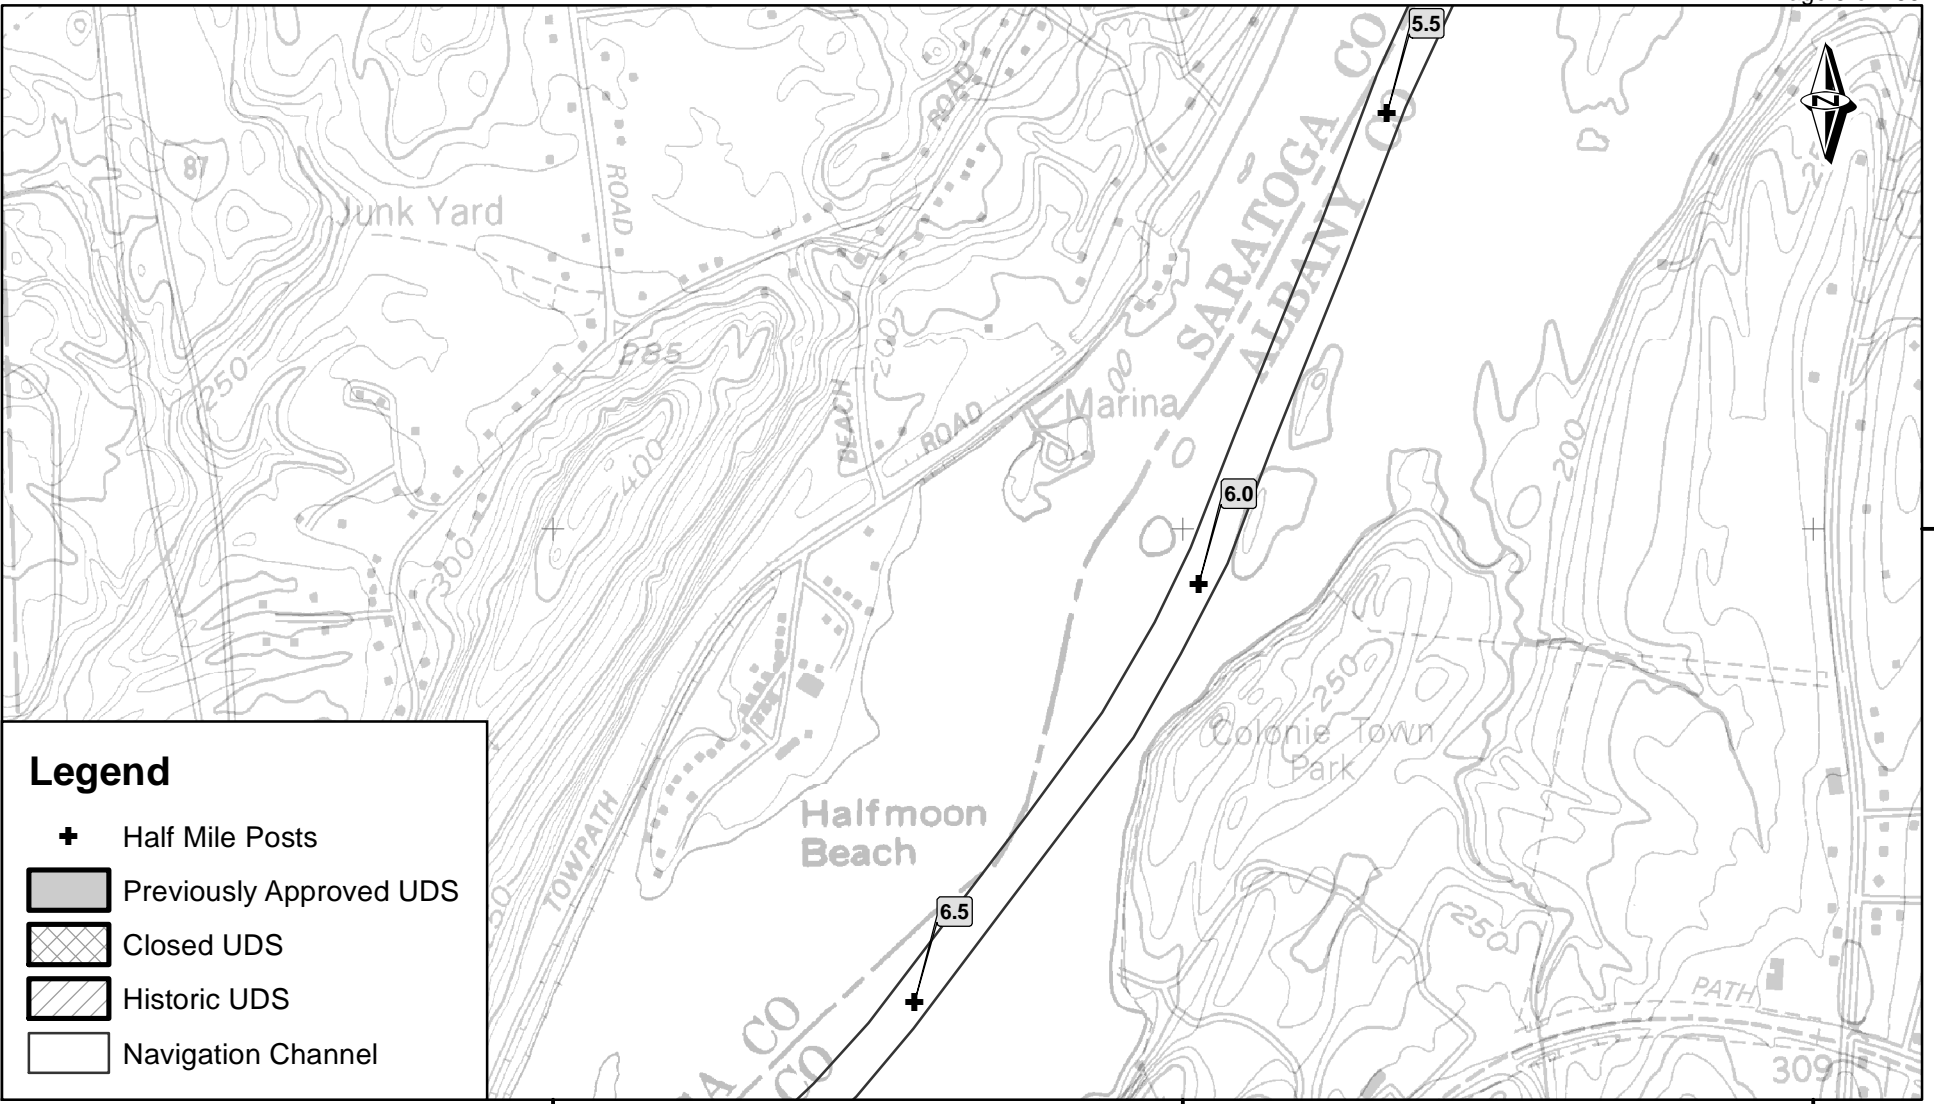 5.5
SARATOGA CO
ALBANY CO
N
87
ROAD
ROAD
Junk Yard
285
250
200
BEACH
ROAD
Marina
400
200
6.0
300
250
Colonie Town
Park
Halfmoon
Beach
TOWPATH
6.5
250
PATH
309
CO
CO
Legend
Half Mile Posts
Previously Approved UDS
Closed UDS
Historic UDS
Navigation Channel